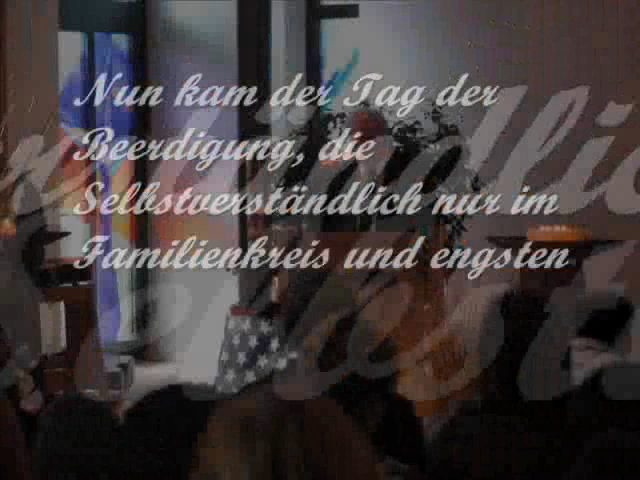 Nun kam der Tag der
Beerdigung, die
Selbstverständlich nur im
Familienkreis und engsten